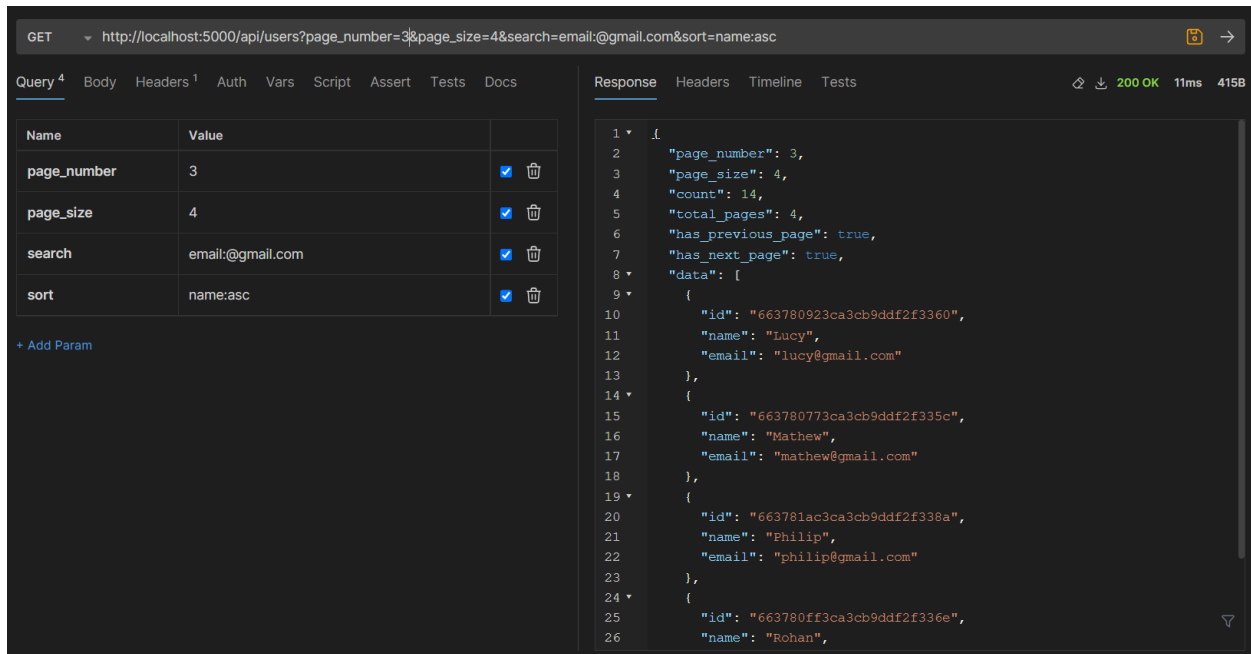 GET http://localhost:5000/api/users?page_number=3&page_size=4&search=email:@gmail.com&sort=name:asc
Query 4 Body Headers 1 Auth Vars Script Assert Tests Docs
Name Value
page_number 3
page_size 4
search email:@gmail.com
sort name:asc
+ Add Param
Response Headers Timeline Tests 200 OK 11ms 415B
1 {
2 "page_number": 3,
3 "page_size": 4,
4 "count": 14,
5 "total_pages": 4,
6 "has_previous_page": true,
7 "has_next_page": true,
8 "data": [
9 {
10 "id": "663780923ca3cb9ddf2f3360",
11 "name": "Lucy",
12 "email": "lucy@gmail.com"
13 },
14 {
15 "id": "663780773ca3cb9ddf2f335c",
16 "name": "Mathew",
17 "email": "mathew@gmail.com"
18 },
19 {
20 "id": "663781ac3ca3cb9ddf2f338a",
21 "name": "Philip",
22 "email": "philip@gmail.com"
23 },
24 {
25 "id": "663780ff3ca3cb9ddf2f336e",
26 "name": "Rohan",